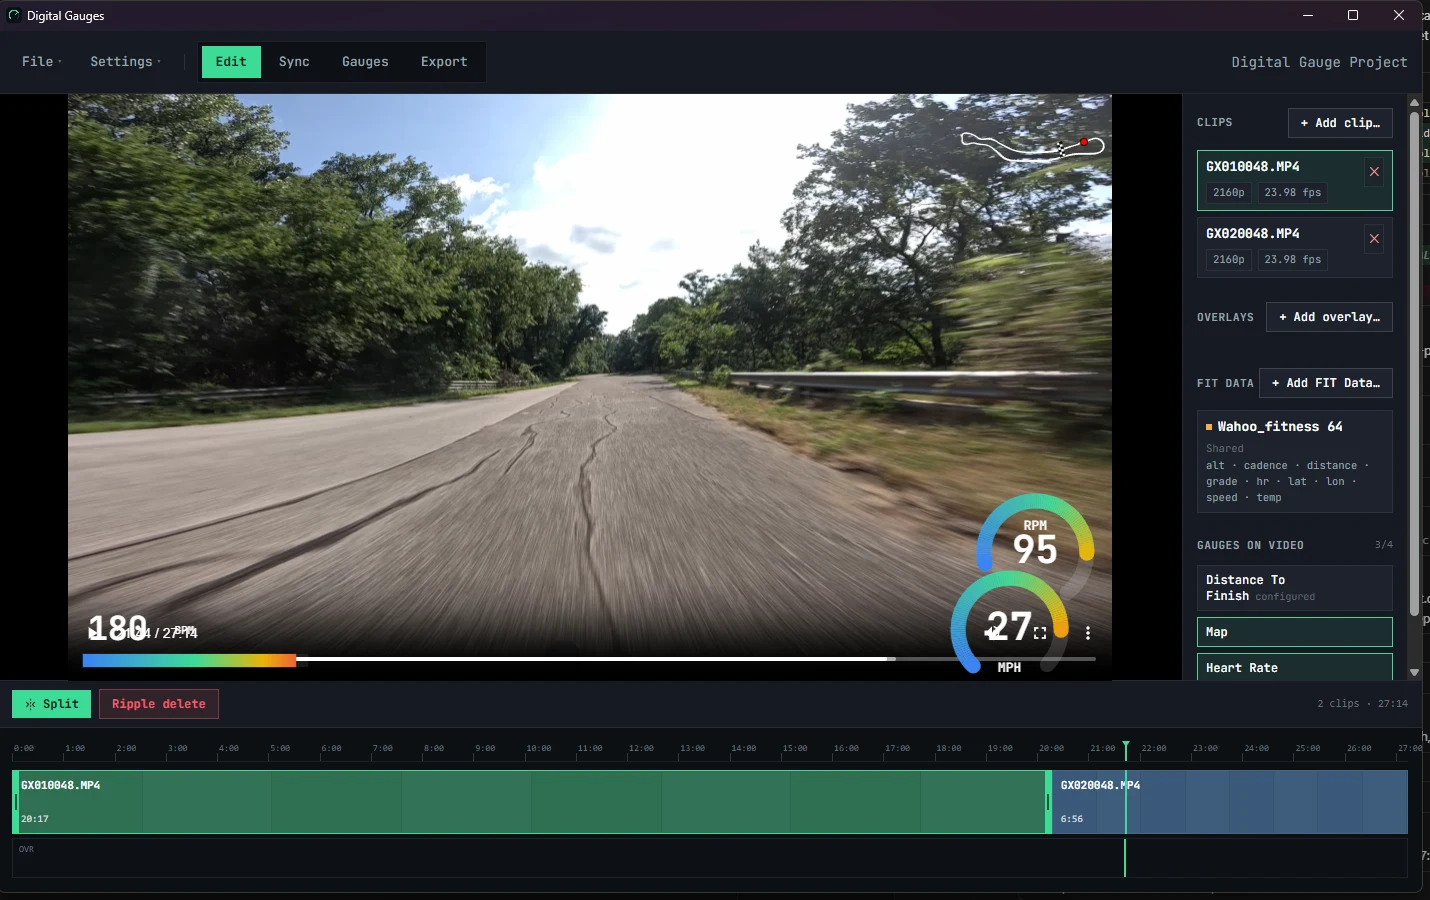 Digital Gauges
File
Settings
Edit
Sync
Gauges
Export
Digital Gauge Project
RPM
95
27
MPH
180
BPM
/ 27:14
CLIPS
+ Add clip…
GX010048.MP4
2160p
23.98 fps
GX020048.MP4
2160p
23.98 fps
OVERLAYS
+ Add overlay…
FIT DATA
+ Add FIT Data…
Wahoo_fitness 64
Shared
alt · cadence · distance ·
grade · hr · lat · lon ·
speed · temp
GAUGES ON VIDEO
3/4
Distance To
Finish configured
Map
Heart Rate
Split
Ripple delete
2 clips · 27:14
0:00 1:00 2:00 3:00 4:00 5:00 6:00 7:00 8:00 9:00 10:00 11:00 12:00 13:00 14:00 15:00 16:00 17:00 18:00 19:00 20:00 21:00 22:00 23:00 24:00 25:00 26:00 27:00
GX010048.MP4
20:17
GX020048.MP4
6:56
OVR